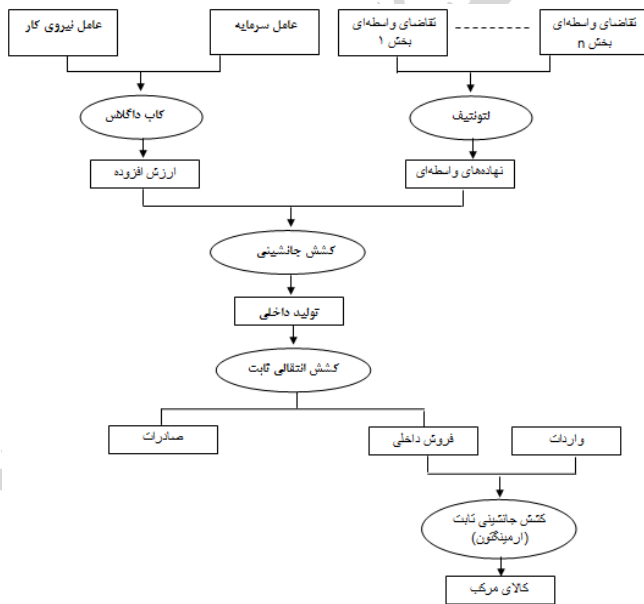 عامل نیروی کار
عامل سرمایه
تقاضای واسطه‌ای
بخش ۱
تقاضای واسطه‌ای
بخش n
کاب داگلاس
لئونتیف
ارزش افزوده
نهاده‌های واسطه‌ای
کشش جانشینی
تولید داخلی
کشش انتقالی ثابت
صادرات
فروش داخلی
واردات
کشش جانشینی ثابت
(ارمینگتون)
کالای مرکب